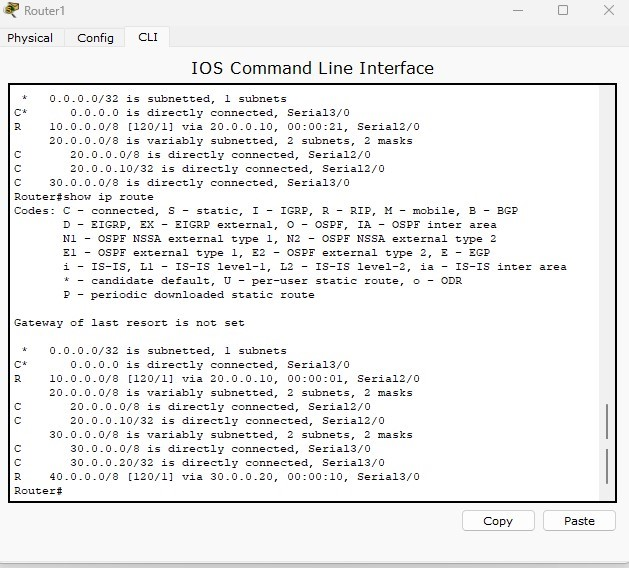 Router1
Physical Config CLI
IOS Command Line Interface
* 0.0.0.0/32 is subnetted, 1 subnets
C* 0.0.0.0 is directly connected, Serial3/0
R 10.0.0.0/8 [120/1] via 20.0.0.10, 00:00:21, Serial2/0
20.0.0.0/8 is variably subnetted, 2 subnets, 2 masks
C 20.0.0.0/8 is directly connected, Serial2/0
C 20.0.0.10/32 is directly connected, Serial2/0
C 30.0.0.0/8 is directly connected, Serial3/0
Router#show ip route
Codes: C - connected, S - static, I - IGRP, R - RIP, M - mobile, B - BGP
D - EIGRP, EX - EIGRP external, O - OSPF, IA - OSPF inter area
N1 - OSPF NSSA external type 1, N2 - OSPF NSSA external type 2
E1 - OSPF external type 1, E2 - OSPF external type 2, E - EGP
i - IS-IS, L1 - IS-IS level-1, L2 - IS-IS level-2, ia - IS-IS inter area
* - candidate default, U - per-user static route, o - ODR
P - periodic downloaded static route
Gateway of last resort is not set
* 0.0.0.0/32 is subnetted, 1 subnets
C* 0.0.0.0 is directly connected, Serial3/0
R 10.0.0.0/8 [120/1] via 20.0.0.10, 00:00:01, Serial2/0
20.0.0.0/8 is variably subnetted, 2 subnets, 2 masks
C 20.0.0.0/8 is directly connected, Serial2/0
C 20.0.0.10/32 is directly connected, Serial2/0
30.0.0.0/8 is variably subnetted, 2 subnets, 2 masks
C 30.0.0.0/8 is directly connected, Serial3/0
C 30.0.0.20/32 is directly connected, Serial3/0
R 40.0.0.0/8 [120/1] via 30.0.0.20, 00:00:10, Serial3/0
Router#
Copy Paste